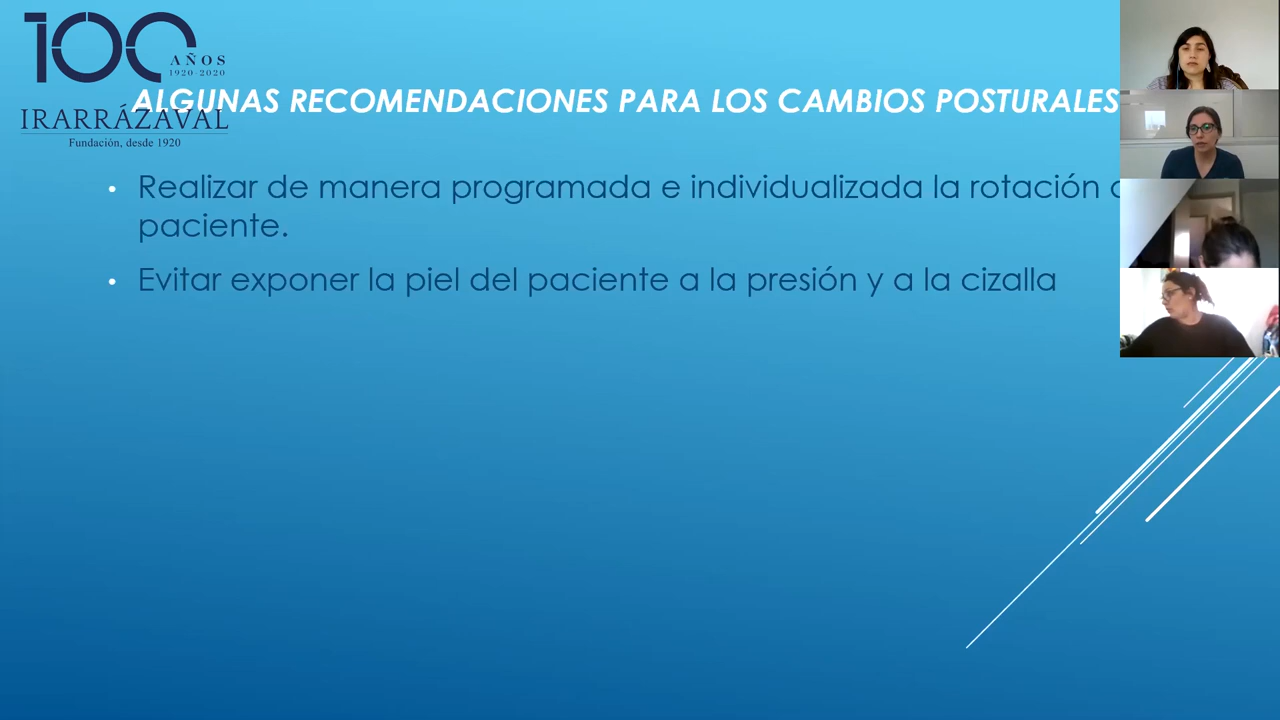 100
AÑOS
1920-2020
IRARRÁZAVAL
Fundación, desde 1920
ALGUNAS RECOMENDACIONES PARA LOS CAMBIOS POSTURALES
Realizar de manera programada e individualizada la rotación
paciente.
Evitar exponer la piel del paciente a la presión y a la cizalla